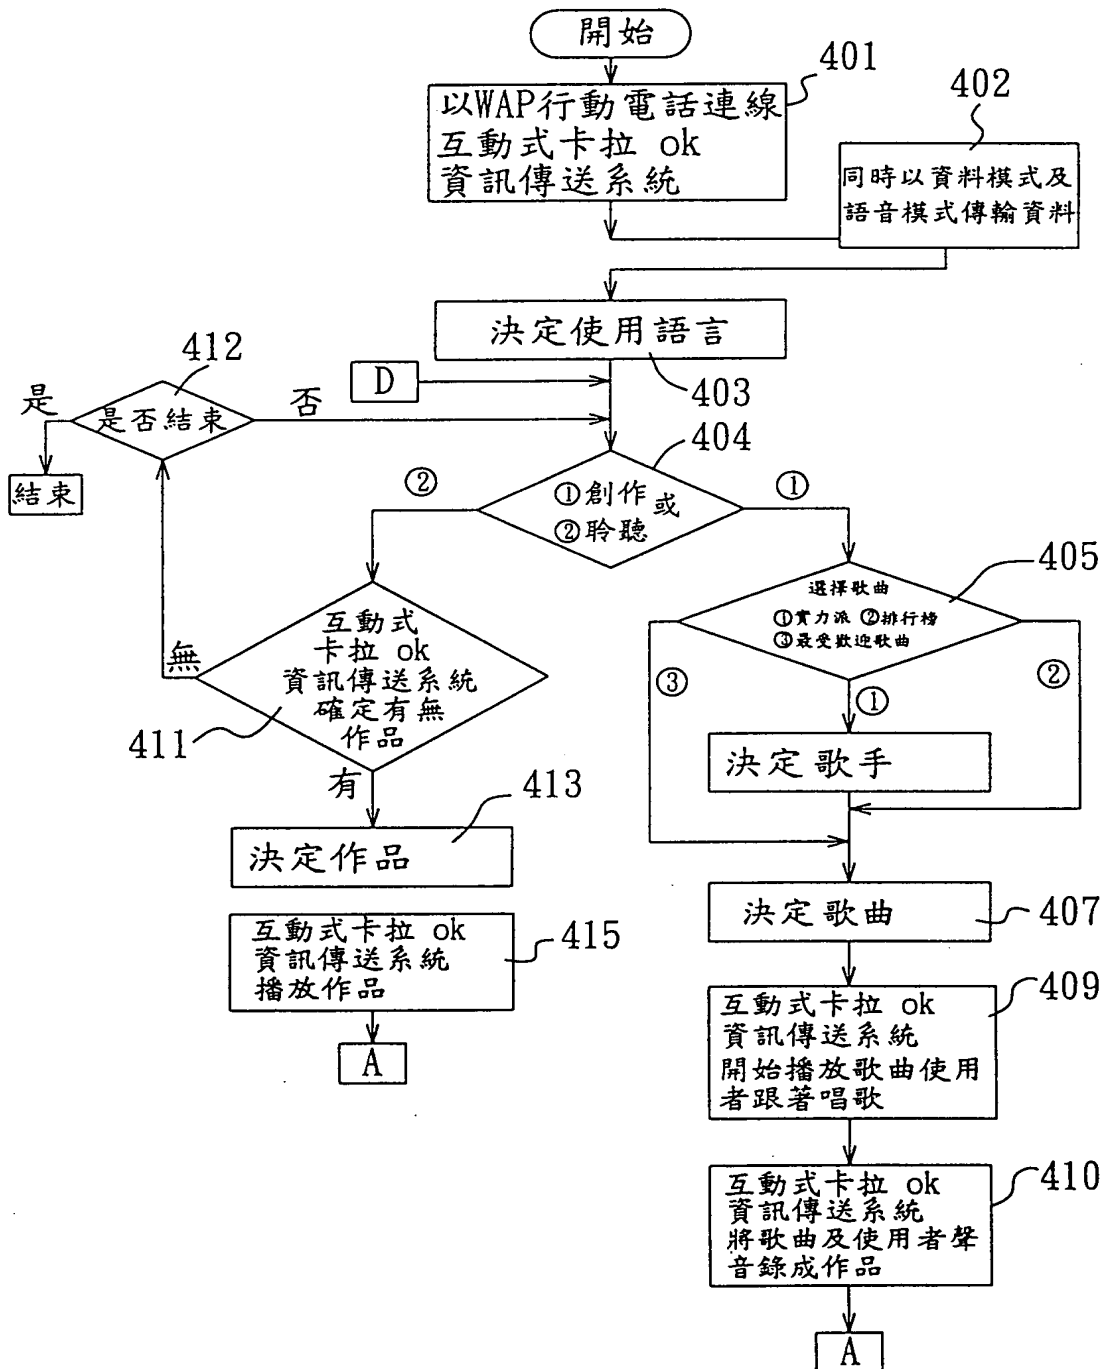 開始
401
以WAP行動電話連線
互動式卡拉 ok
資訊傳送系統
402
同時以資料模式及
語音模式傳輸資料
決定使用語言
403
D
412
是
是否結束
否
結束
404
①創作或
②聆聽
②
①
405
選擇歌曲
①實力派 ②排行榜
③最受歡迎歌曲
③
①
②
互動式
卡拉 ok
資訊傳送系統
確定有無
作品
無
411
有
決定歌手
413
決定作品
決定歌曲
407
互動式卡拉 ok
資訊傳送系統
播放作品
415
A
409
互動式卡拉 ok
資訊傳送系統
開始播放歌曲使用
者跟著唱歌
410
互動式卡拉 ok
資訊傳送系統
將歌曲及使用者聲
音錄成作品
A